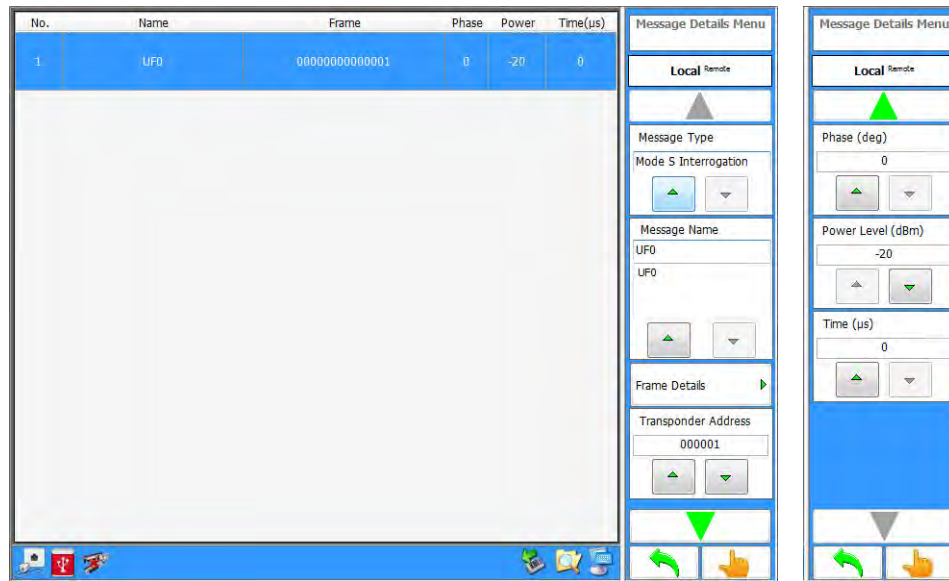 No. Name Frame Phase Power Time(µs)
1 UF0 00000000000001 0 -20 0
Message Details Menu
Local Remote
Message Type
Mode S Interrogation
Message Name
UF0
UF0
Frame Details
Transponder Address
000001
Message Details Menu
Local Remote
Phase (deg)
0
Power Level (dBm)
-20
Time (µs)
0